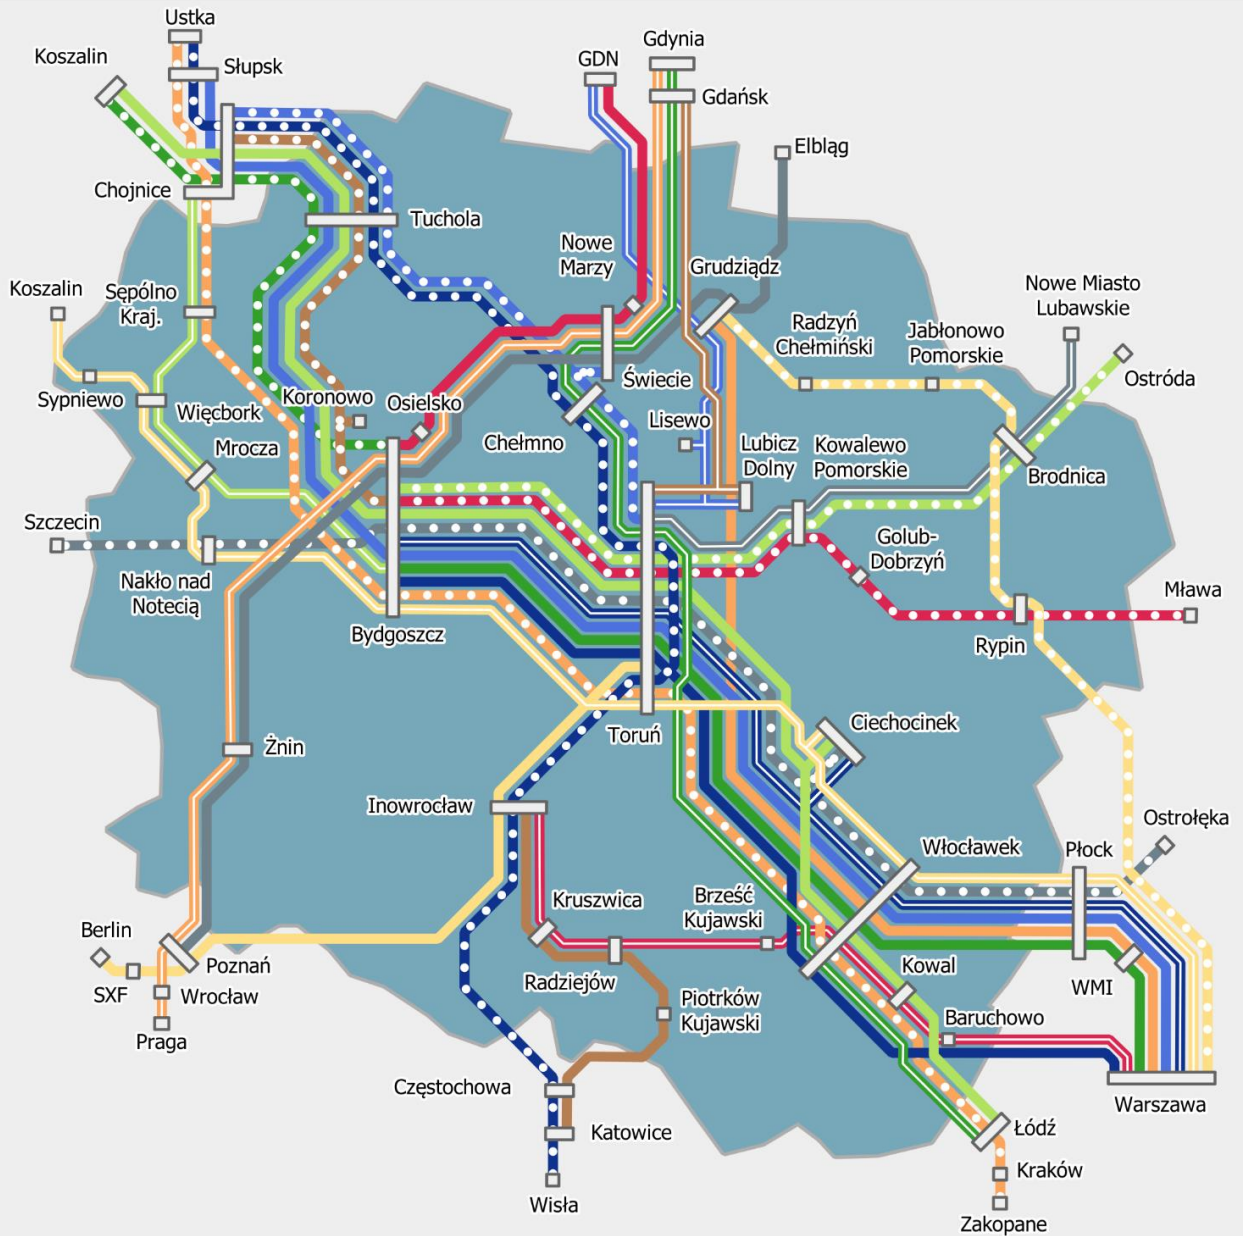 Ustka
Koszalin
Słupsk
GDN
Gdynia
Gdańsk
Elbląg
Chojnice
Tuchola
Nowe
Marzy
Grudziądz
Koszalin
Sępólno
Kraj.
Nowe Miasto
Lubawskie
Radzyń
Chełmiński
Jabłonowo
Pomorskie
Ostróda
Sypniewo
Więcbork
Koronowo
Osielsko
Świecie
Mrocza
Chełmno
Lisewo
Lubicz
Dolny
Kowalewo
Pomorskie
Brodnica
Szczecin
Golub-
Dobrzyń
Nakło nad
Notecią
Bydgoszcz
Mława
Rypin
Żnin
Toruń
Ciechocinek
Inowrocław
Włocławek
Płock
Ostrołęka
Kruszwica
Brześć
Kujawski
Berlin
SXF
Poznań
Wrocław
Praga
Radziejów
Piotrków
Kujawski
Kowal
WMI
Baruchowo
Częstochowa
Katowice
Warszawa
Łódź
Kraków
Wisła
Zakopane